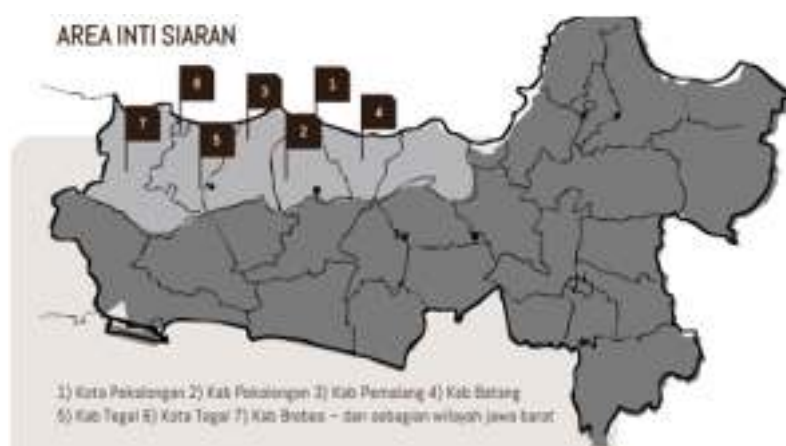 AREA INTI SIARAN
6
3
1
7
5
2
4
1) Kota Pekalongan 2) Kab Pekalongan 3) Kab Pemalang 4) Kab Batang
5) Kab Tegal 6) Kota Tegal 7) Kab Brebes – dan sebagian wilayah jawa barat